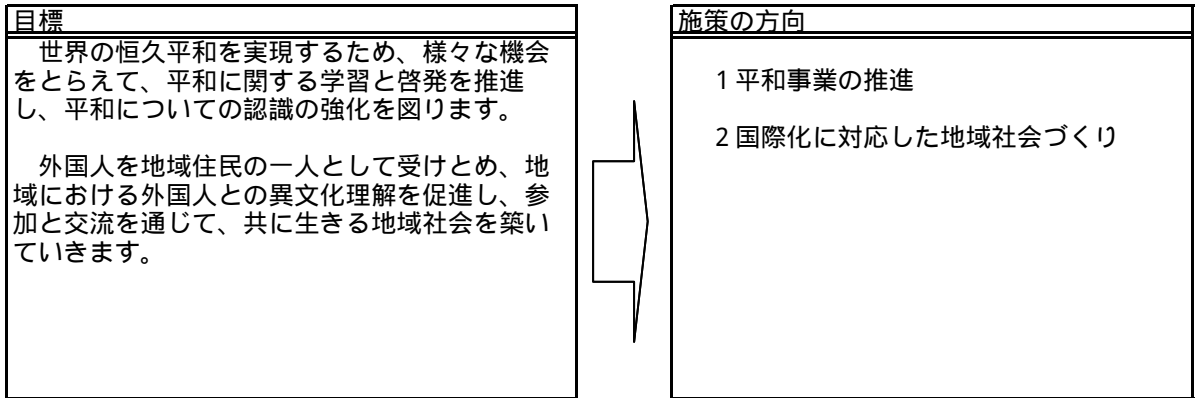 目標
世界の恒久平和を実現するため、様々な機会
をとらえて、平和に関する学習と啓発を推進
し、平和についての認識の強化を図ります。
外国人を地域住民の一人として受けとめ、地
域における外国人との異文化理解を促進し、参
加と交流を通じて、共に生きる地域社会を築い
ていきます。
施策の方向
1 平和事業の推進
2 国際化に対応した地域社会づくり